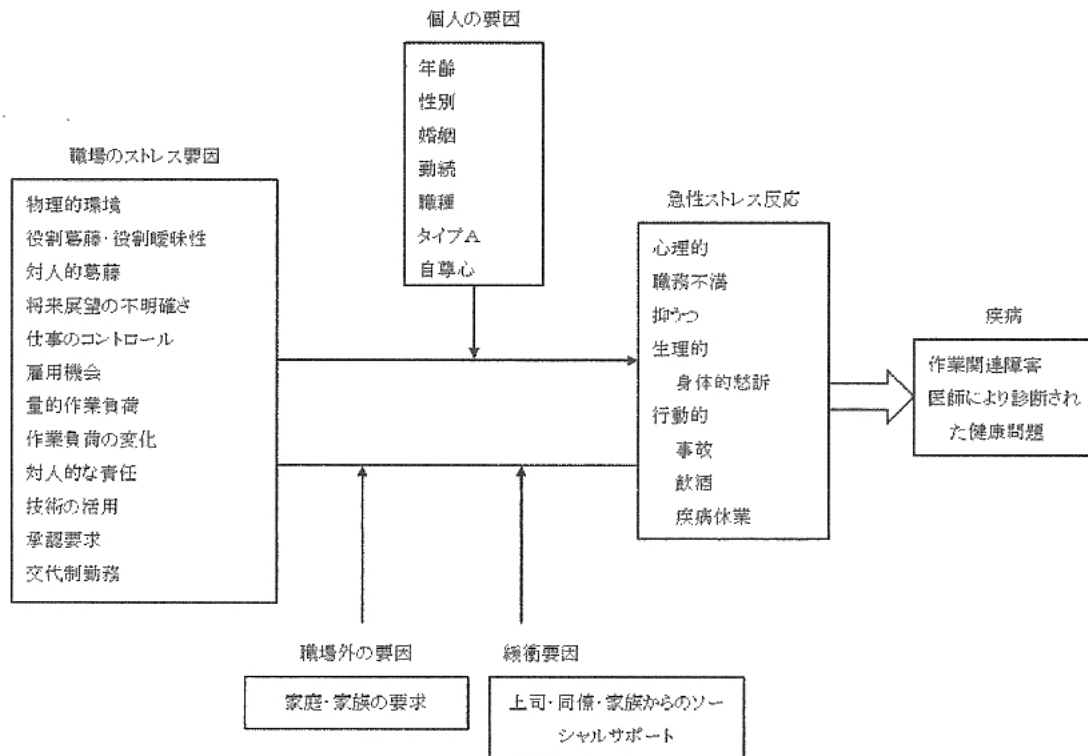 個人の要因
年齢
性別
婚姻
勤続
職種
タイプA
自尊心
職場のストレス要因
物理的環境
役割葛藤・役割曖昧性
対人的葛藤
将来展望の不明確さ
仕事のコントロール
雇用機会
量的作業負荷
作業負荷の変化
対人的な責任
技術の活用
承認要求
交代制勤務
急性ストレス反応
心理的
職務不満
抑うつ
生理的
身体的愁訴
行動的
事故
飲酒
疾病休業
疾病
作業関連障害
医師により診断され
た健康問題
職場外の要因
家庭・家族の要求
緩衝要因
上司・同僚・家族からのソー
シャルサポート